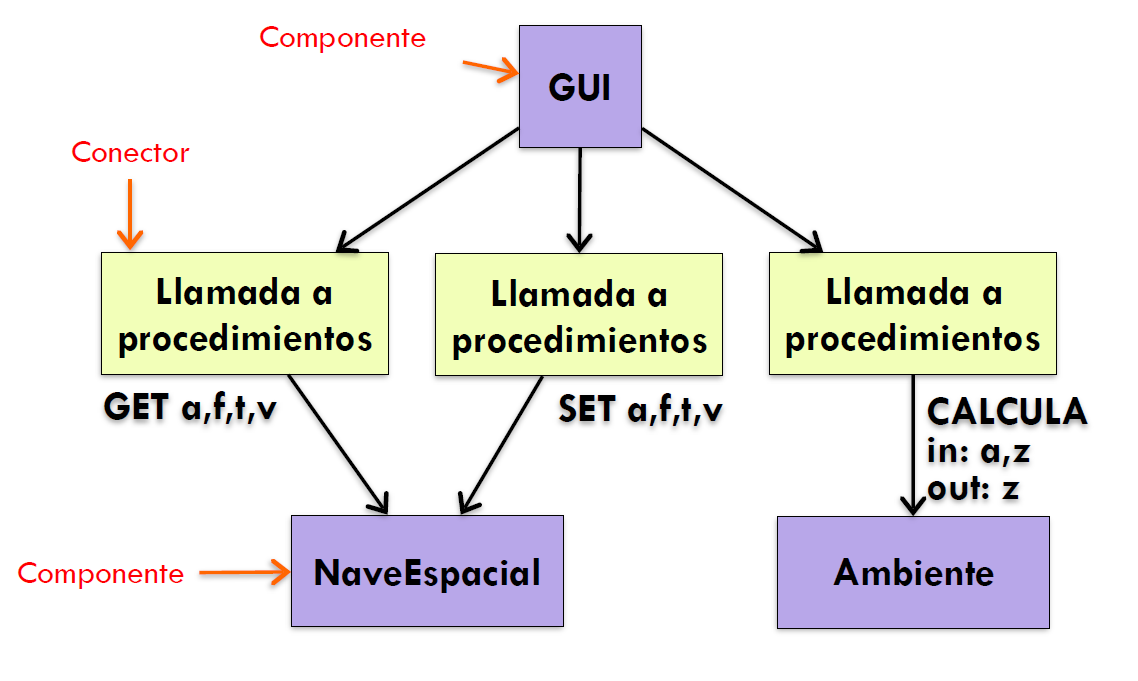 Componente
GUI
Conector
Llamada a
procedimientos
Llamada a
procedimientos
Llamada a
procedimientos
GET a,f,t,v
SET a,f,t,v
CALCULA
in: a,z
out: z
Componente
NaveEspacial
Ambiente